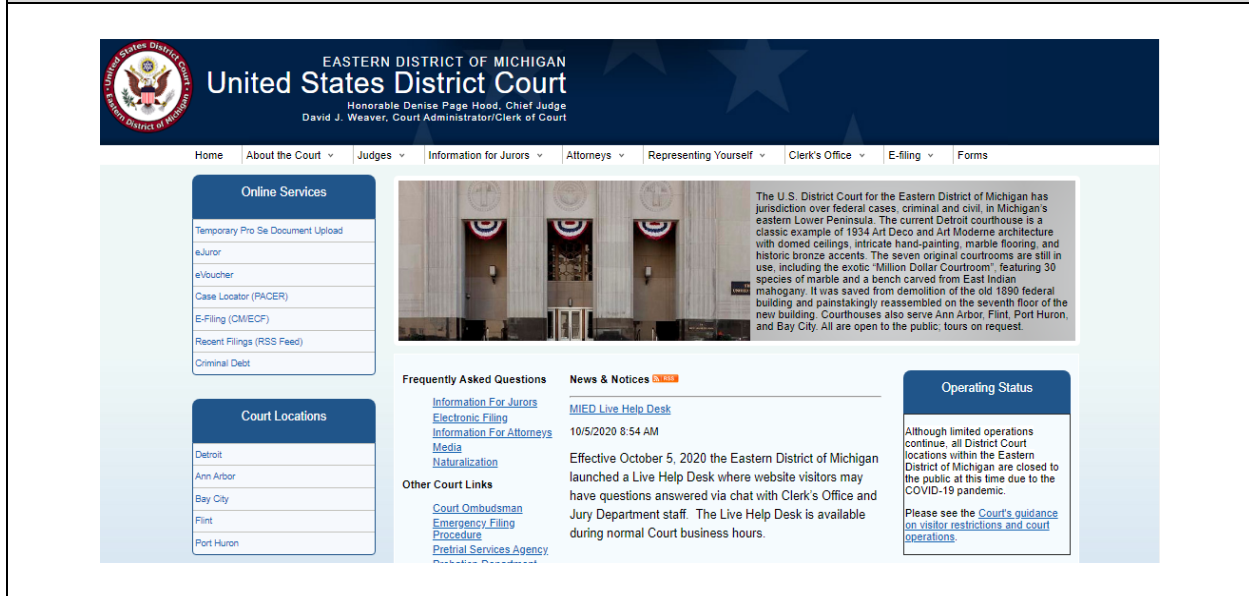 EASTERN DISTRICT OF MICHIGAN
United States District Court
Honorable Denise Page Hood, Chief Judge
David J. Weaver, Court Administrator/Clerk of Court
Home
About the Court
Judges
Information for Jurors
Attorneys
Representing Yourself
Clerk's Office
E-filing
Forms
Online Services
Temporary Pro Se Document Upload
eJuror
eVoucher
Case Locator (PACER)
E-Filing (CM/ECF)
Recent Filings (RSS Feed)
Criminal Debt
Court Locations
Detroit
Ann Arbor
Bay City
Flint
Port Huron
The U.S. District Court for the Eastern District of Michigan has
jurisdiction over federal cases, criminal and civil, in Michigan's
eastern Lower Peninsula. The current Detroit courthouse is a
classic example of 1934 Art Deco and Art Moderne architecture
with domed ceilings, intricate hand-painting, marble flooring, and
historic bronze accents. The seven original courtrooms are still in
use, including the exotic “Million Dollar Courtroom”, featuring 30
species of marble and a bench carved from East Indian
mahogany. It was saved from demolition of the old 1890 federal
building and painstakingly reassembled on the seventh floor of the
new building. Courthouses also serve Ann Arbor, Flint, Port Huron,
and Bay City. All are open to the public; tours on request.
Frequently Asked Questions
Information For Jurors
Electronic Filing
Information For Attorneys
Media
Naturalization
Other Court Links
Court Ombudsman
Emergency Filing
Procedure
Pretrial Services Agency
Probation Department
News & Notices RSS
MIED Live Help Desk
10/5/2020 8:54 AM
Effective October 5, 2020 the Eastern District of Michigan
launched a Live Help Desk where website visitors may
have questions answered via chat with Clerk's Office and
Jury Department staff. The Live Help Desk is available
during normal Court business hours.
Operating Status
Although limited operations
continue, all District Court
locations within the Eastern
District of Michigan are closed to
the public at this time due to the
COVID-19 pandemic.
Please see the Court's guidance
on visitor restrictions and court
operations.